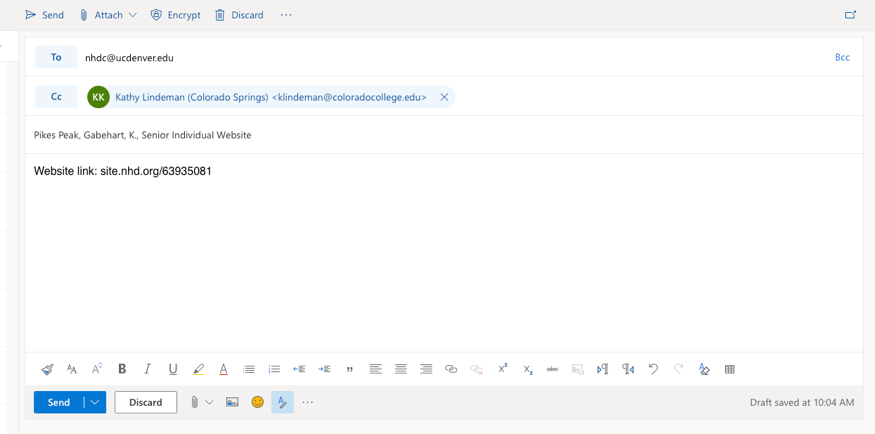 Send Attach Encrypt Discard ...
To nhdc@ucdenver.edu Bcc
Cc KK Kathy Lindeman (Colorado Springs) <klindeman@coloradocollege.edu>
Pikes Peak, Gabehart, K., Senior Individual Website
Website link: site.nhd.org/63935081
B I U A abc
Send Discard ... Draft saved at 10:04 AM